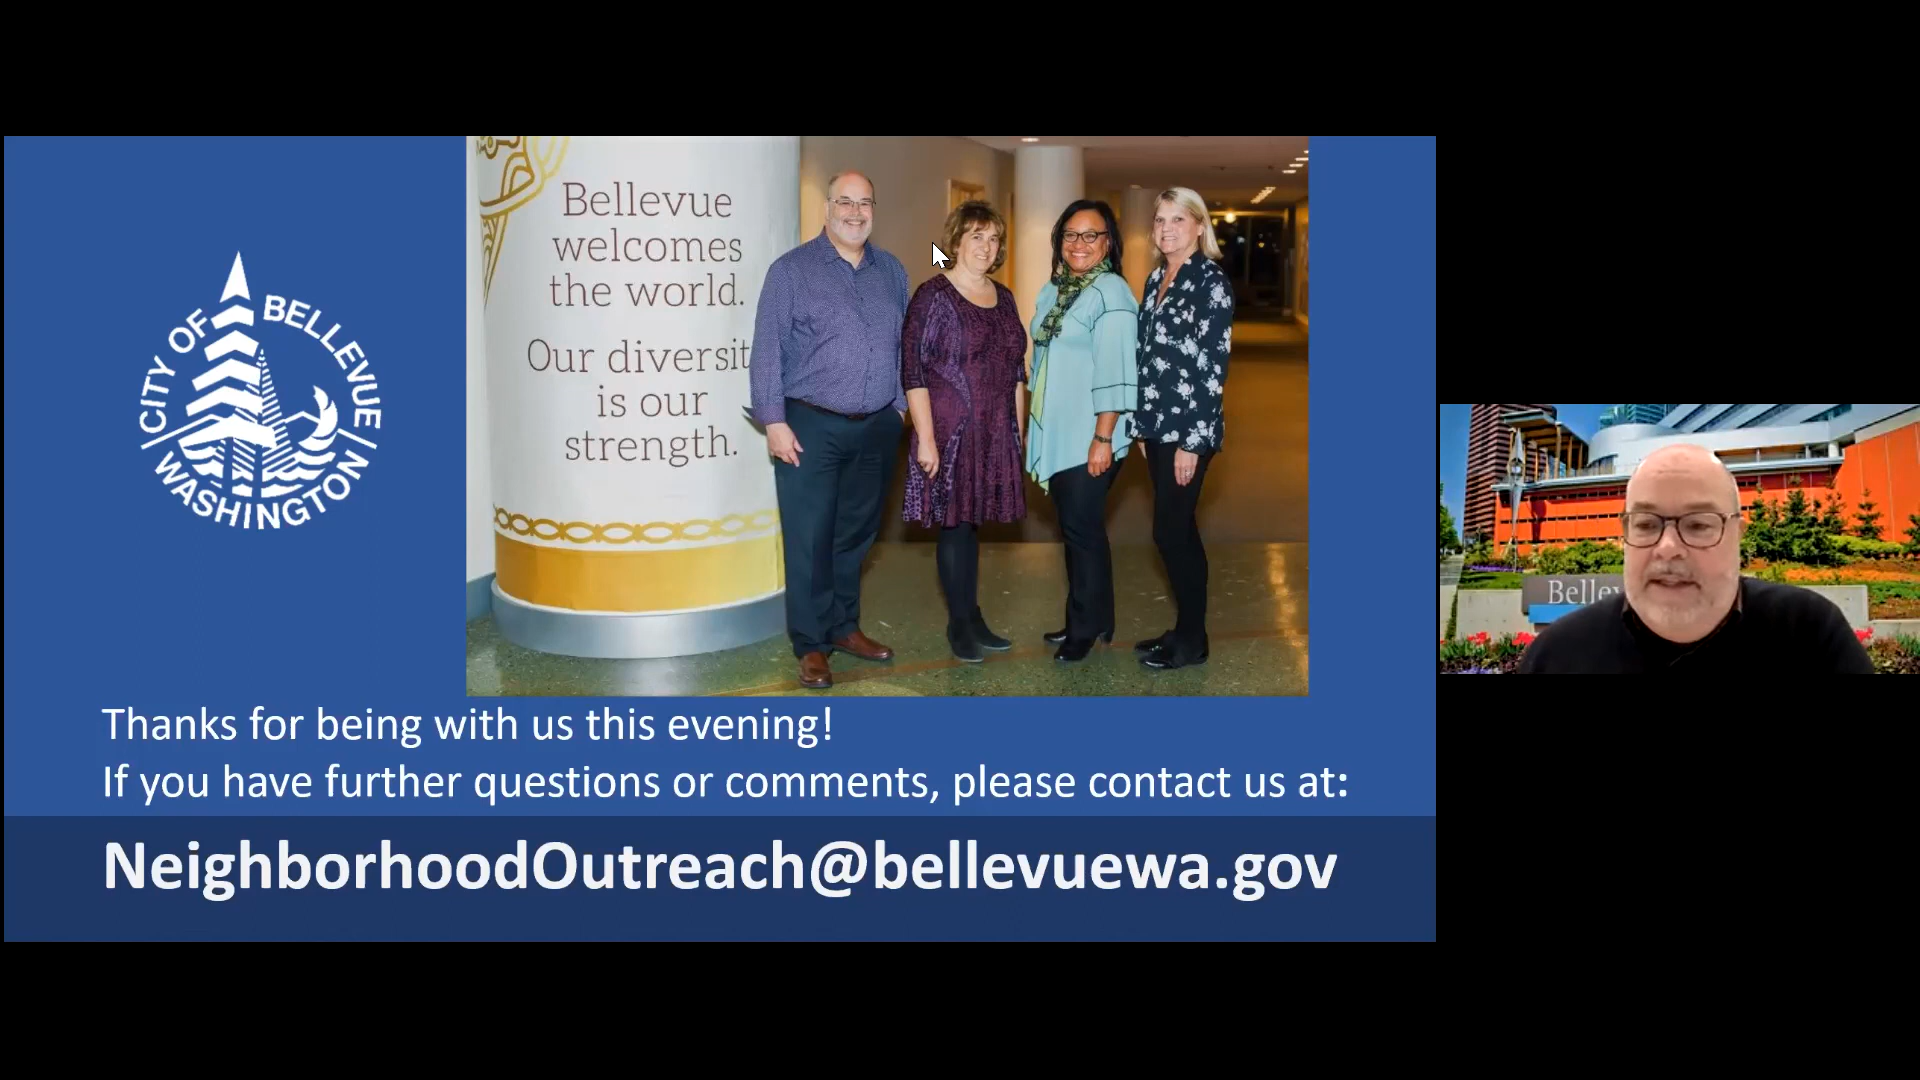 CITY OF BELLEVUE
WASHINGTON
Bellevue
welcomes
the world.
Our diversit
is our
strength.
Thanks for being with us this evening!
If you have further questions or comments, please contact us at:
NeighborhoodOutreach@bellevuewa.gov
Bellev